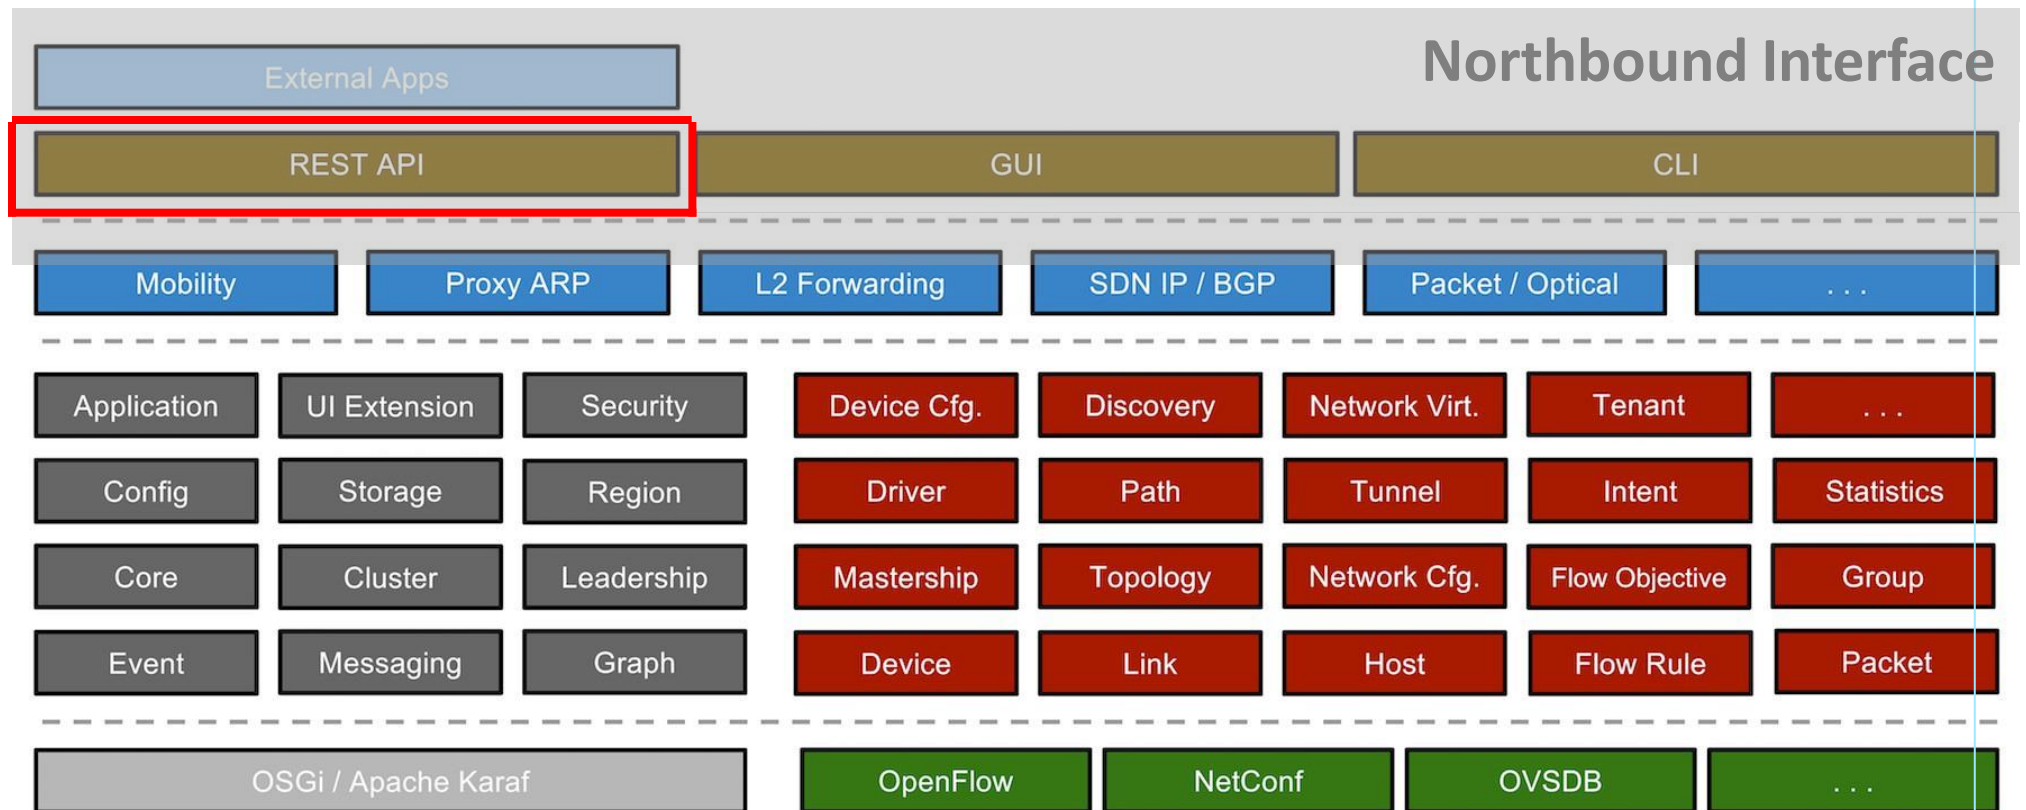 Northbound Interface
External Apps
REST API
GUI
CLI
Mobility
Proxy ARP
L2 Forwarding
SDN IP / BGP
Packet / Optical
. . .
Application
UI Extension
Security
Device Cfg.
Discovery
Network Virt.
Tenant
. . .
Config
Storage
Region
Driver
Path
Tunnel
Intent
Statistics
Core
Cluster
Leadership
Mastership
Topology
Network Cfg.
Flow Objective
Group
Event
Messaging
Graph
Device
Link
Host
Flow Rule
Packet
OSGi / Apache Karaf
OpenFlow
NetConf
OVSDB
. . .